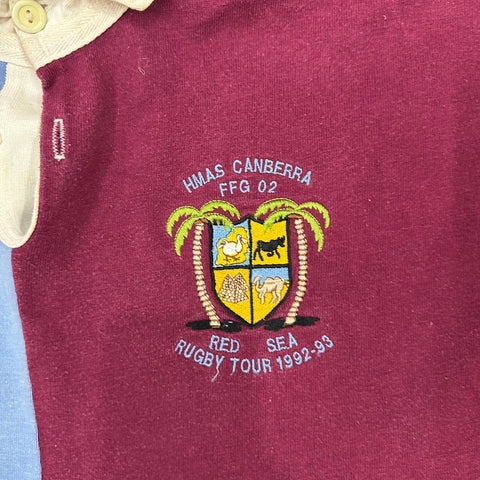 HMAS CANBERRA
FFG 02
RED SEA
RUGBY TOUR 1992-93